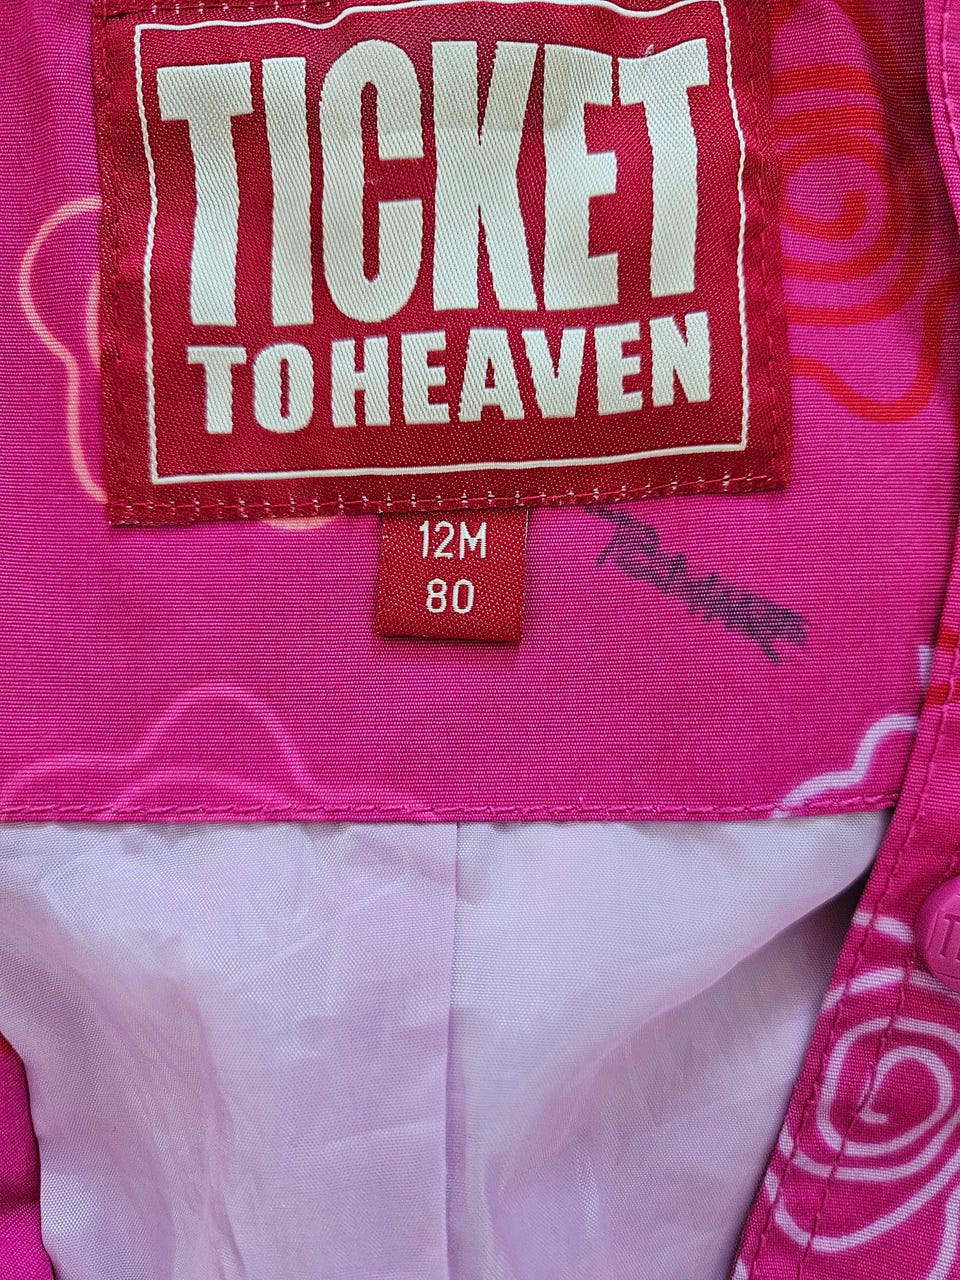 TICKET
TO HEAVEN
12M
80